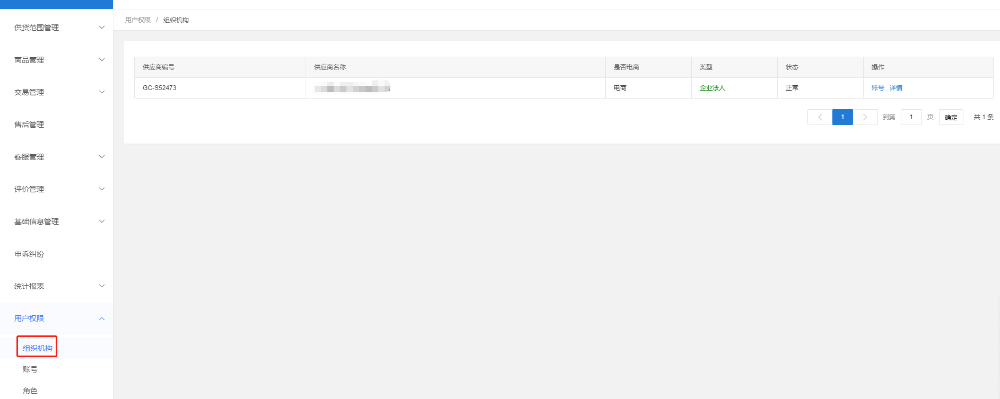 供货范围管理
商品管理
交易管理
售后管理
客服管理
评价管理
基础信息管理
申诉纠纷
统计报表
用户权限
组织机构
账号
角色
用户权限 / 组织机构
供应商编号 供应商名称 是否电商 类型 状态 操作
GC-S52473 电商 企业法人 正常 账号 详情
1 到第 1 页 确定 共 1 条